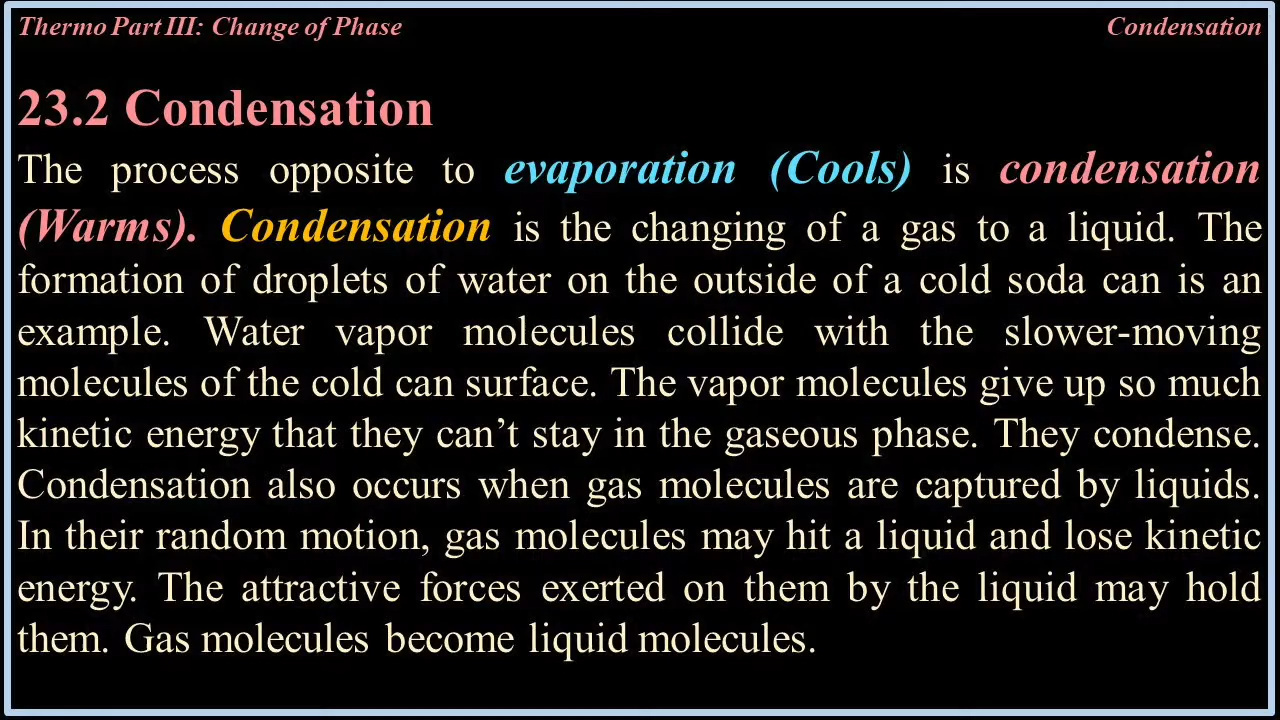 Thermo Part III: Change of Phase
Condensation
23.2 Condensation
The process opposite to evaporation (Cools) is condensation
(Warms). Condensation is the changing of a gas to a liquid. The
formation of droplets of water on the outside of a cold soda can is an
example. Water vapor molecules collide with the slower-moving
molecules of the cold can surface. The vapor molecules give up so much
kinetic energy that they can’t stay in the gaseous phase. They condense.
Condensation also occurs when gas molecules are captured by liquids.
In their random motion, gas molecules may hit a liquid and lose kinetic
energy. The attractive forces exerted on them by the liquid may hold
them. Gas molecules become liquid molecules.